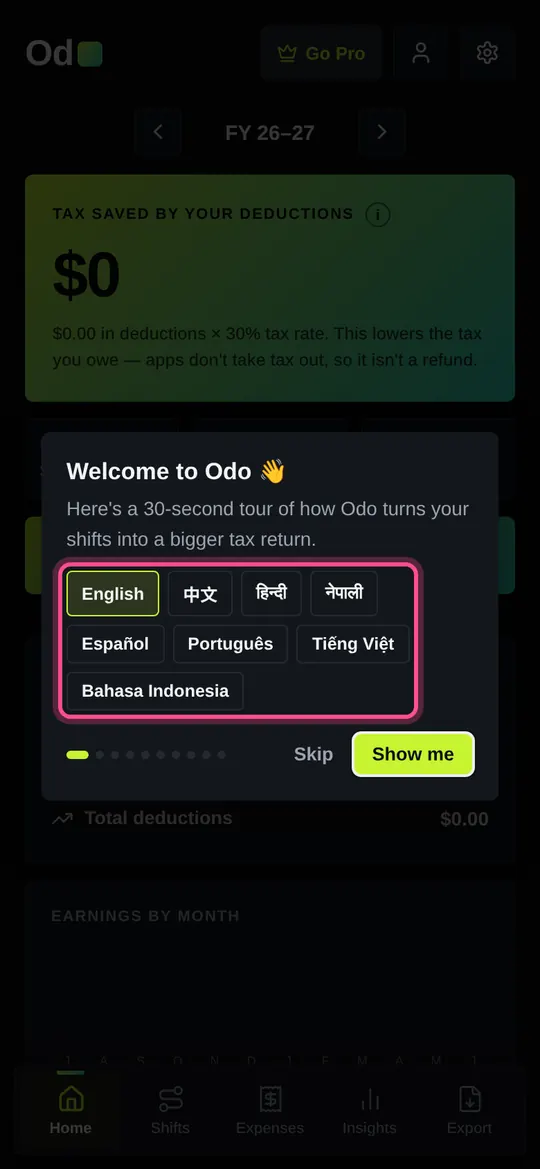 Od
Go Pro
FY 26–27
TAX SAVED BY YOUR DEDUCTIONS i
$0
$0.00 in deductions × 30% tax rate. This lowers the tax
you owe — apps don't take tax out, so it isn't a refund.
Welcome to Odo 👋
Here's a 30-second tour of how Odo turns your
shifts into a bigger tax return.
English 中文 हिन्दी नेपाली
Español Português Tiếng Việt
Bahasa Indonesia
Skip Show me
Total deductions $0.00
EARNINGS BY MONTH
J A S O N D J F M A M J
Home Shifts Expenses Insights Export